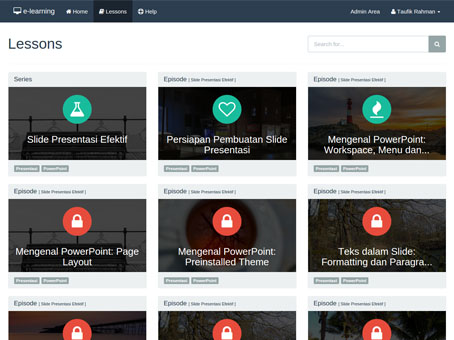 e-learning Home Lessons Help Admin Area Taufik Rahman
Lessons
Search for...
Series
Slide Presentasi Efektif
Presentasi PowerPoint
Episode [ Slide Presentasi Efektif ]
Persiapan Pembuatan Slide
Presentasi
Presentasi PowerPoint
Episode [ Slide Presentasi Efektif ]
Mengenal PowerPoint:
Workspace, Menu dan...
Presentasi PowerPoint
Episode [ Slide Presentasi Efektif ]
Mengenal PowerPoint: Page
Layout
Presentasi PowerPoint
Episode [ Slide Presentasi Efektif ]
Mengenal PowerPoint:
Preinstalled Theme
Presentasi PowerPoint
Episode [ Slide Presentasi Efektif ]
Teks dalam Slide:
Formatting dan Paragra...
Presentasi PowerPoint
Episode [ Slide Presentasi Efektif ]
Episode [ Slide Presentasi Efektif ]
Episode [ Slide Presentasi Efektif ]